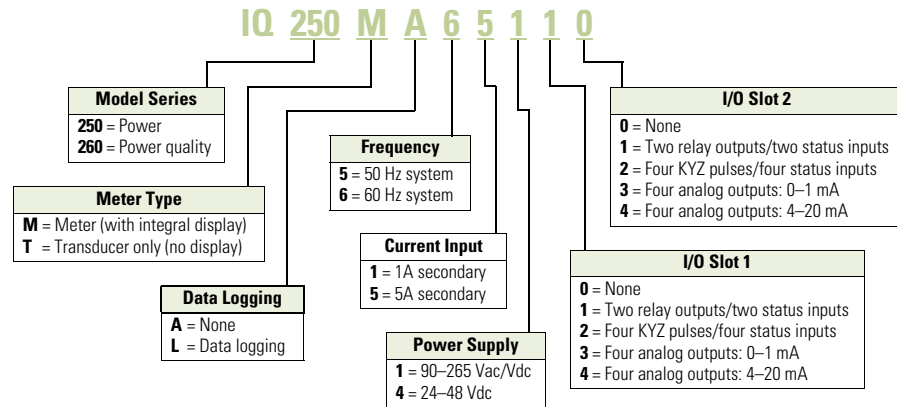 IQ 250 M A 6 5 1 1 0
Model Series
250 = Power
260 = Power quality
Meter Type
M = Meter (with integral display)
T = Transducer only (no display)
Data Logging
A = None
L = Data logging
Frequency
5 = 50 Hz system
6 = 60 Hz system
Current Input
1 = 1A secondary
5 = 5A secondary
Power Supply
1 = 90–265 Vac/Vdc
4 = 24–48 Vdc
I/O Slot 2
0 = None
1 = Two relay outputs/two status inputs
2 = Four KYZ pulses/four status inputs
3 = Four analog outputs: 0–1 mA
4 = Four analog outputs: 4–20 mA
I/O Slot 1
0 = None
1 = Two relay outputs/two status inputs
2 = Four KYZ pulses/four status inputs
3 = Four analog outputs: 0–1 mA
4 = Four analog outputs: 4–20 mA